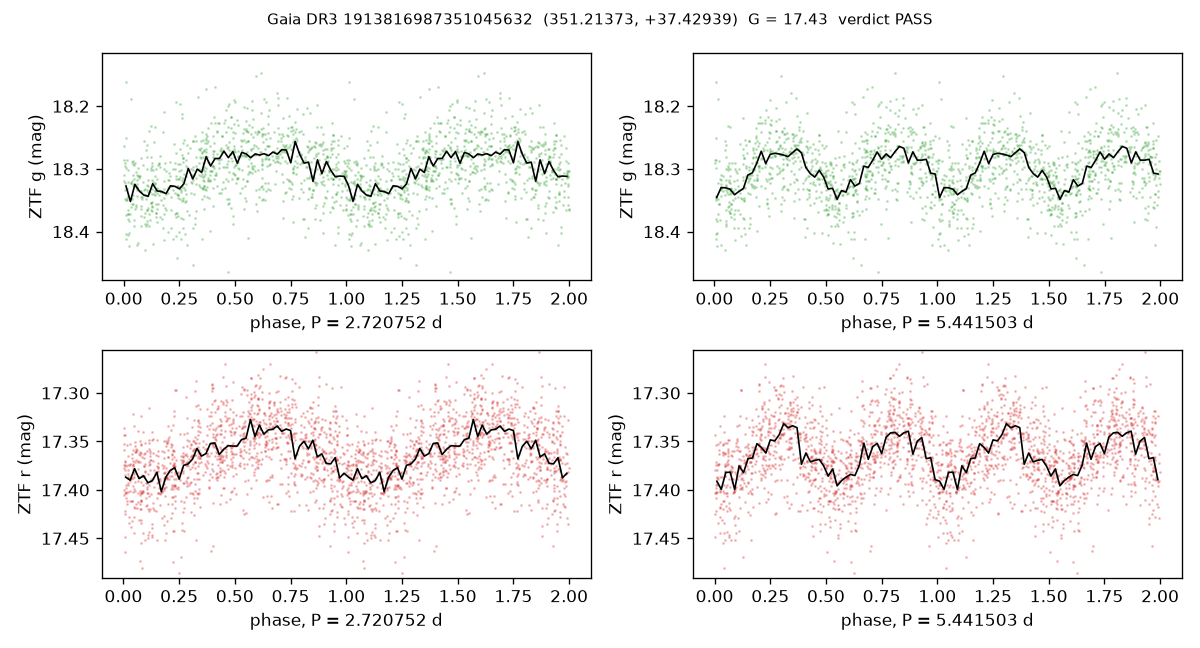 Gaia DR3 1913816987351045632 (351.21373, +37.42939) G = 17.43 verdict PASS
ZTF g (mag)
18.2
18.3
18.4
0.00 0.25 0.50 0.75 1.00 1.25 1.50 1.75 2.00
phase, P = 2.720752 d
ZTF g (mag)
18.2
18.3
18.4
0.00 0.25 0.50 0.75 1.00 1.25 1.50 1.75 2.00
phase, P = 5.441503 d
ZTF r (mag)
17.30
17.35
17.40
17.45
0.00 0.25 0.50 0.75 1.00 1.25 1.50 1.75 2.00
phase, P = 2.720752 d
ZTF r (mag)
17.30
17.35
17.40
17.45
0.00 0.25 0.50 0.75 1.00 1.25 1.50 1.75 2.00
phase, P = 5.441503 d